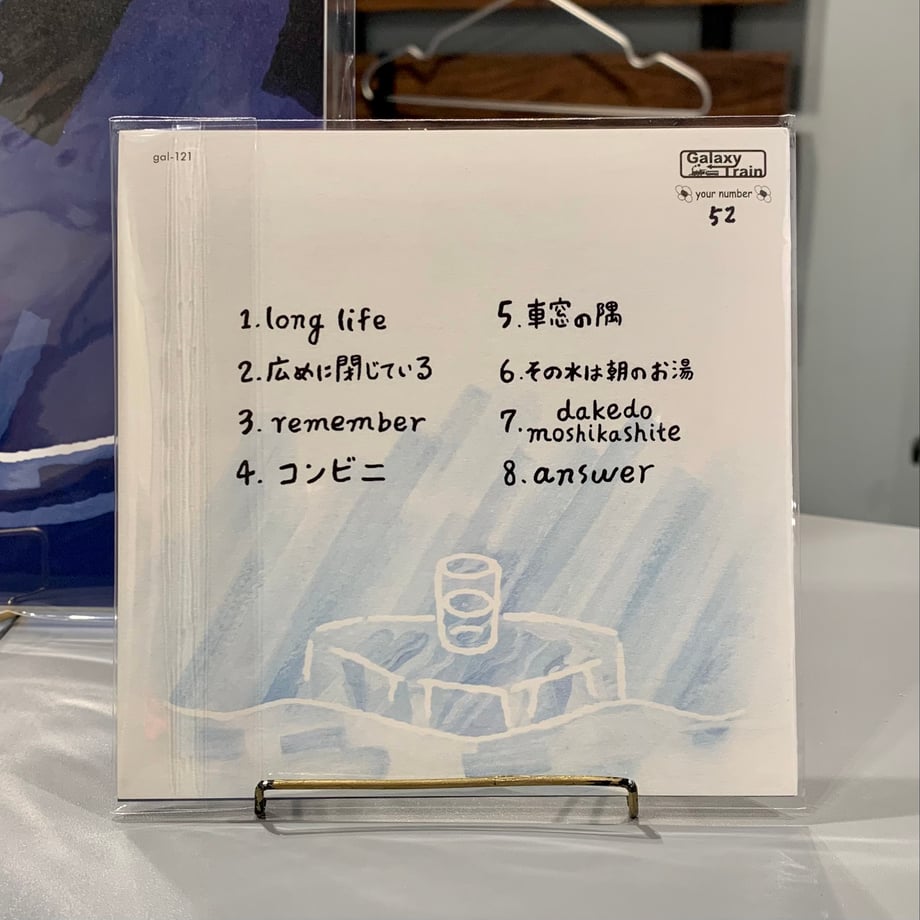 gal-121
Galaxy
Train
your number
52
1. long life
2. 広めに閉じている
3. remember
4. コンビニ
5. 車窓の隅
6. その水は朝のお湯
7. dakedo
moshikashite
8. answer